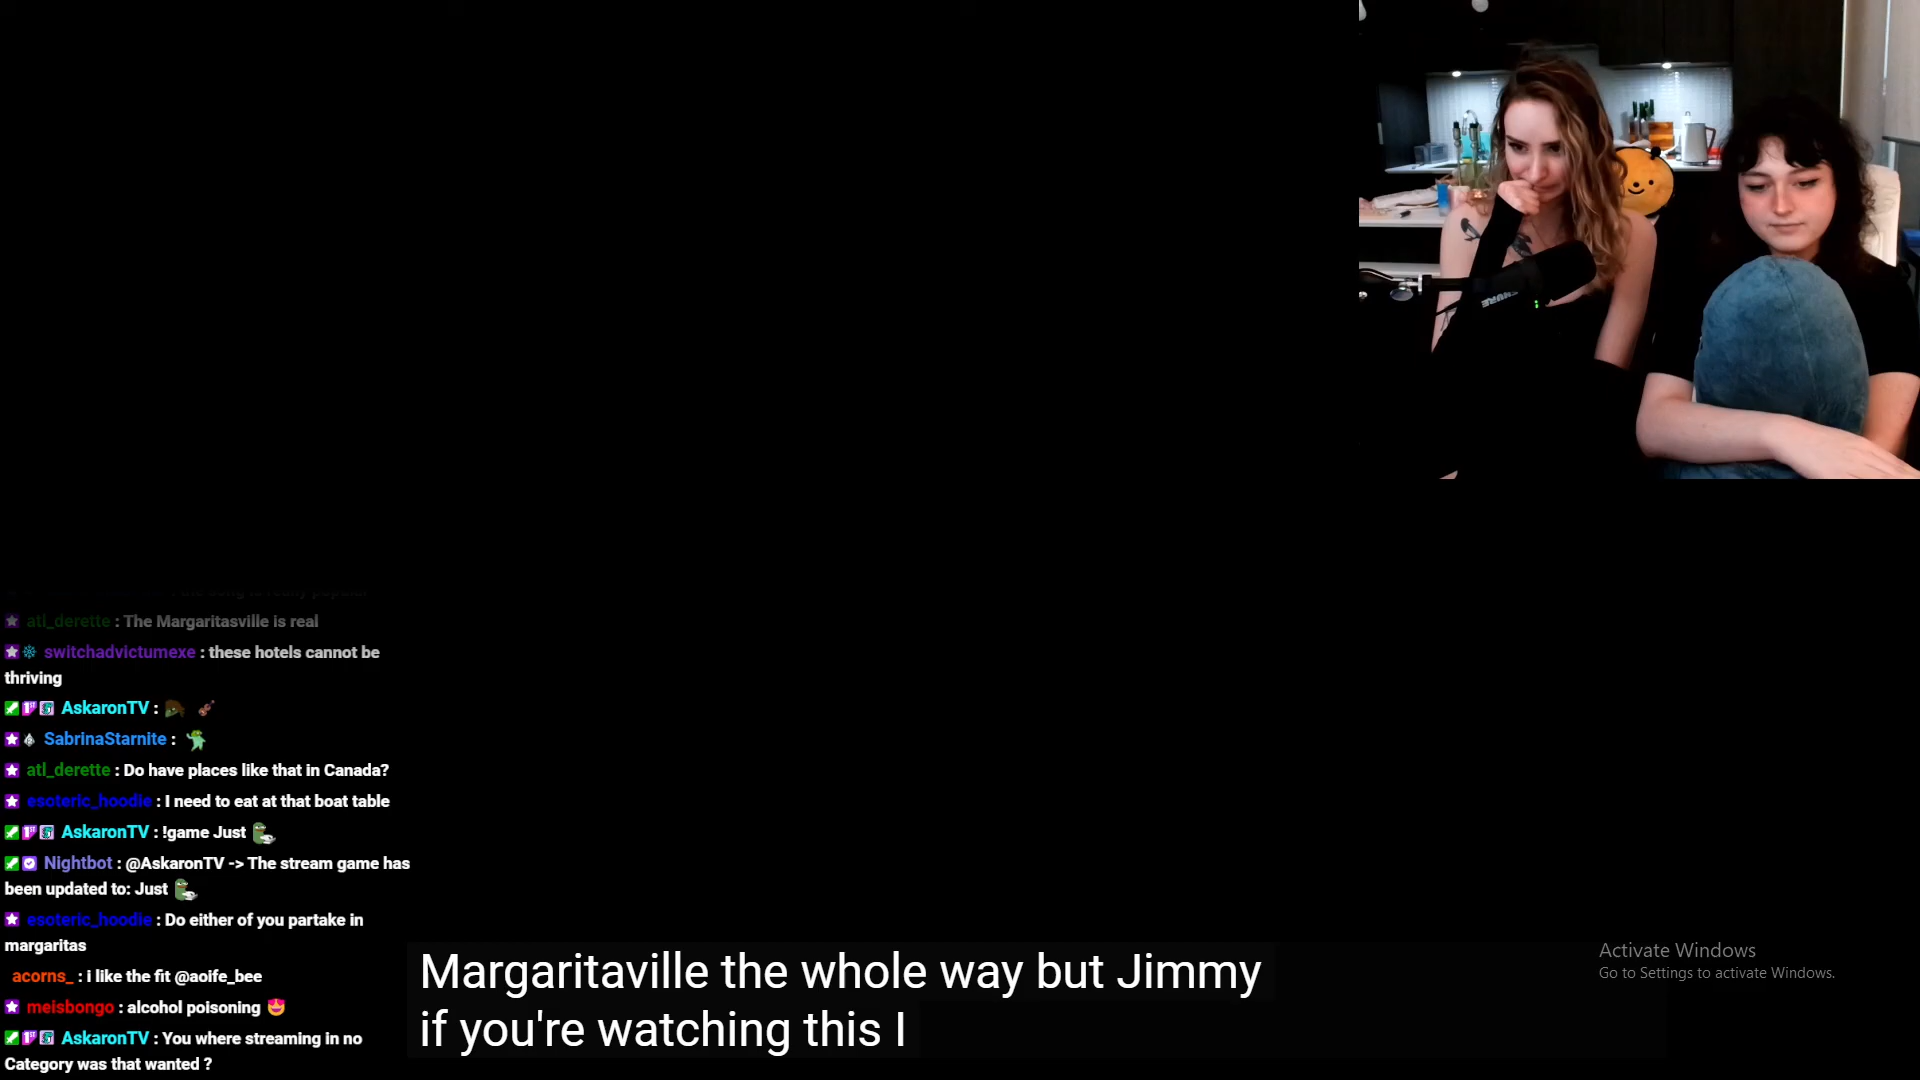 atl_derette : The Margaritasville is real
switchadvictumexe : these hotels cannot be
thriving
AskaronTV :
SabrinaStarnite :
atl_derette : Do have places like that in Canada?
esoteric_hoodie : I need to eat at that boat table
AskaronTV : !game Just
Nightbot : @AskaronTV -> The stream game has
been updated to: Just
esoteric_hoodie : Do either of you partake in
margaritas
acorns_ : i like the fit @aoife_bee
meisbongo : alcohol poisoning
AskaronTV : You where streaming in no
Category was that wanted ?
Margaritaville the whole way but Jimmy
if you're watching this I
Activate Windows
Go to Settings to activate Windows.
SHURE